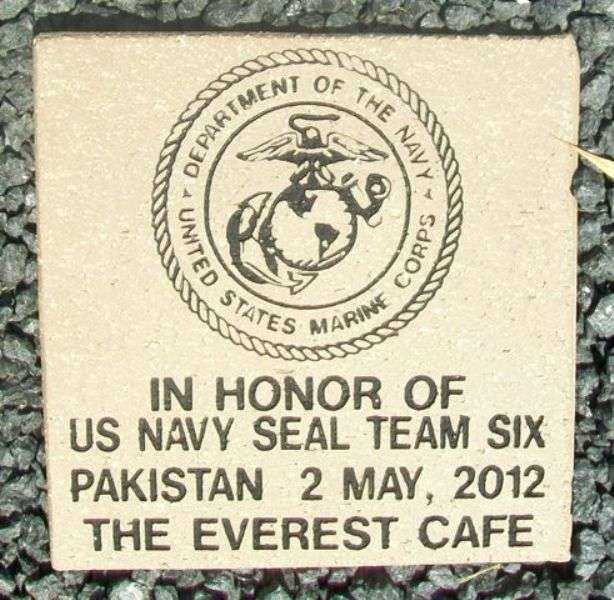 DEPARTMENT OF THE NAVY
UNITED STATES MARINE CORPS
IN HONOR OF
US NAVY SEAL TEAM SIX
PAKISTAN 2 MAY, 2012
THE EVEREST CAFE